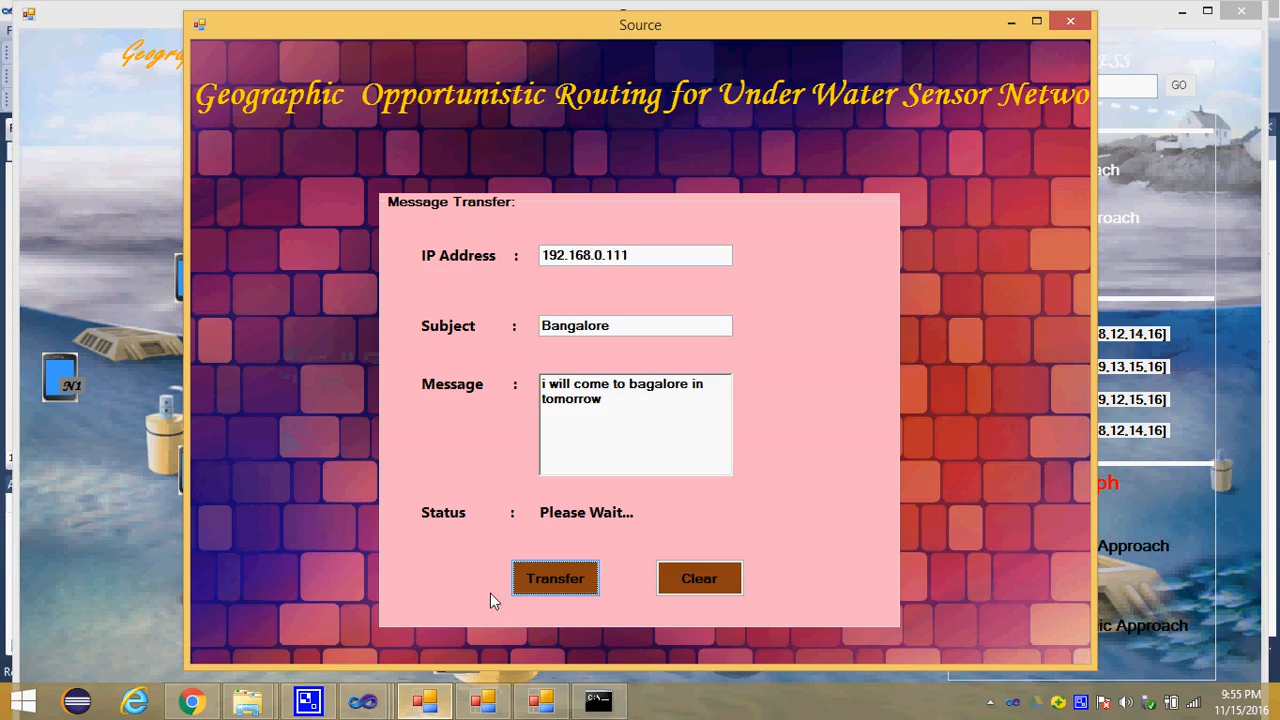 Source
Geographic Opportunistic Routing for Under Water Sensor Netwo
Geogra
ESS
GO
Message Transfer:
IP Address : 192.168.0.111
Subject : Bangalore
Message : i will come to bagalore in
tomorrow
Status : Please Wait...
Transfer Clear
N1
ach
roach
8.12.14.16]
9.13.15.16]
9.12.15.16]
8.12.14.16]
ph
Approach
ic Approach
9:55 PM
11/15/2016